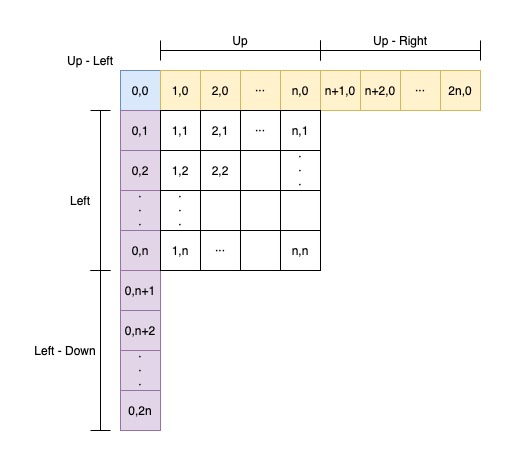 Up Up - Right
Up - Left
0,0 1,0 2,0 ... n,0 n+1,0 n+2,0 ... 2n,0
0,1 1,1 2,1 ... n,1
0,2 1,2 2,2 . . .
Left . . . . . .
0,n 1,n ... n,n
0,n+1
0,n+2
Left - Down . . .
0,2n